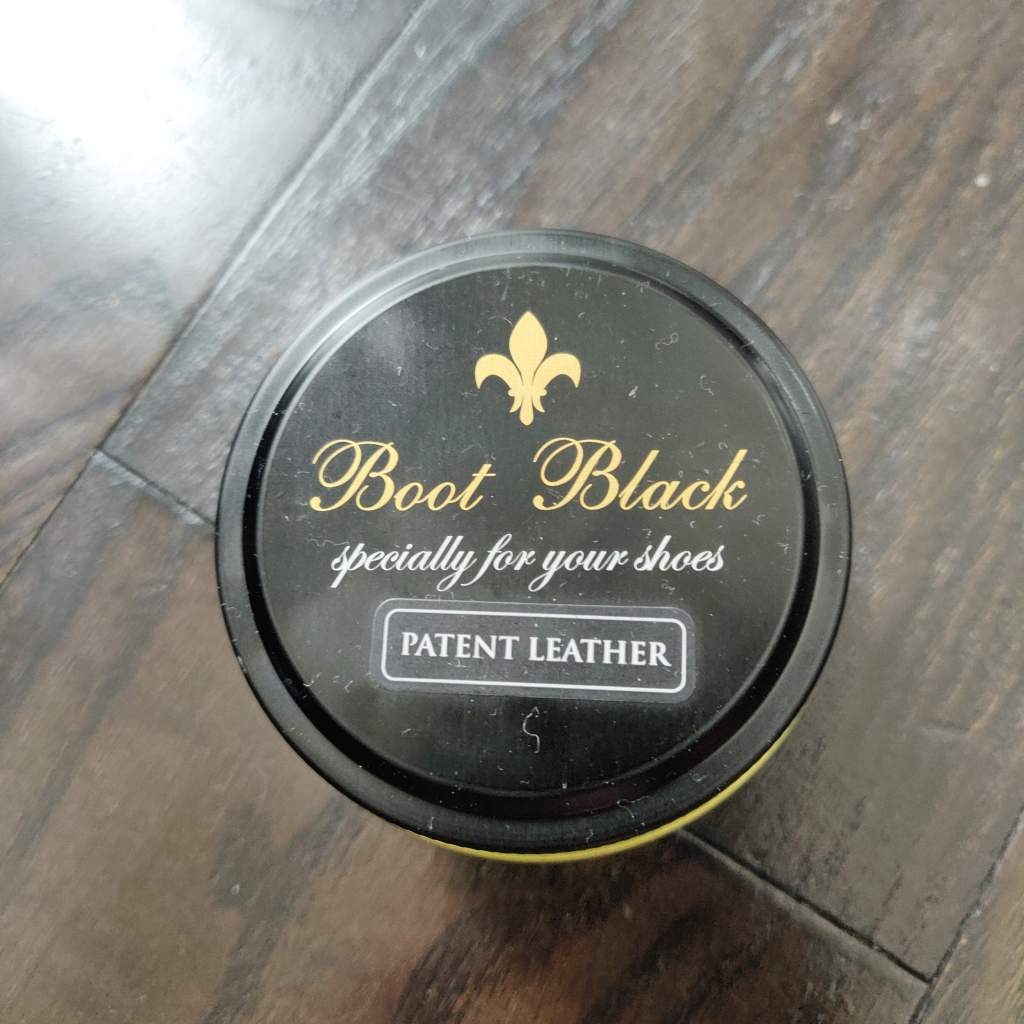 Boot Black
specially for your shoes
PATENT LEATHER